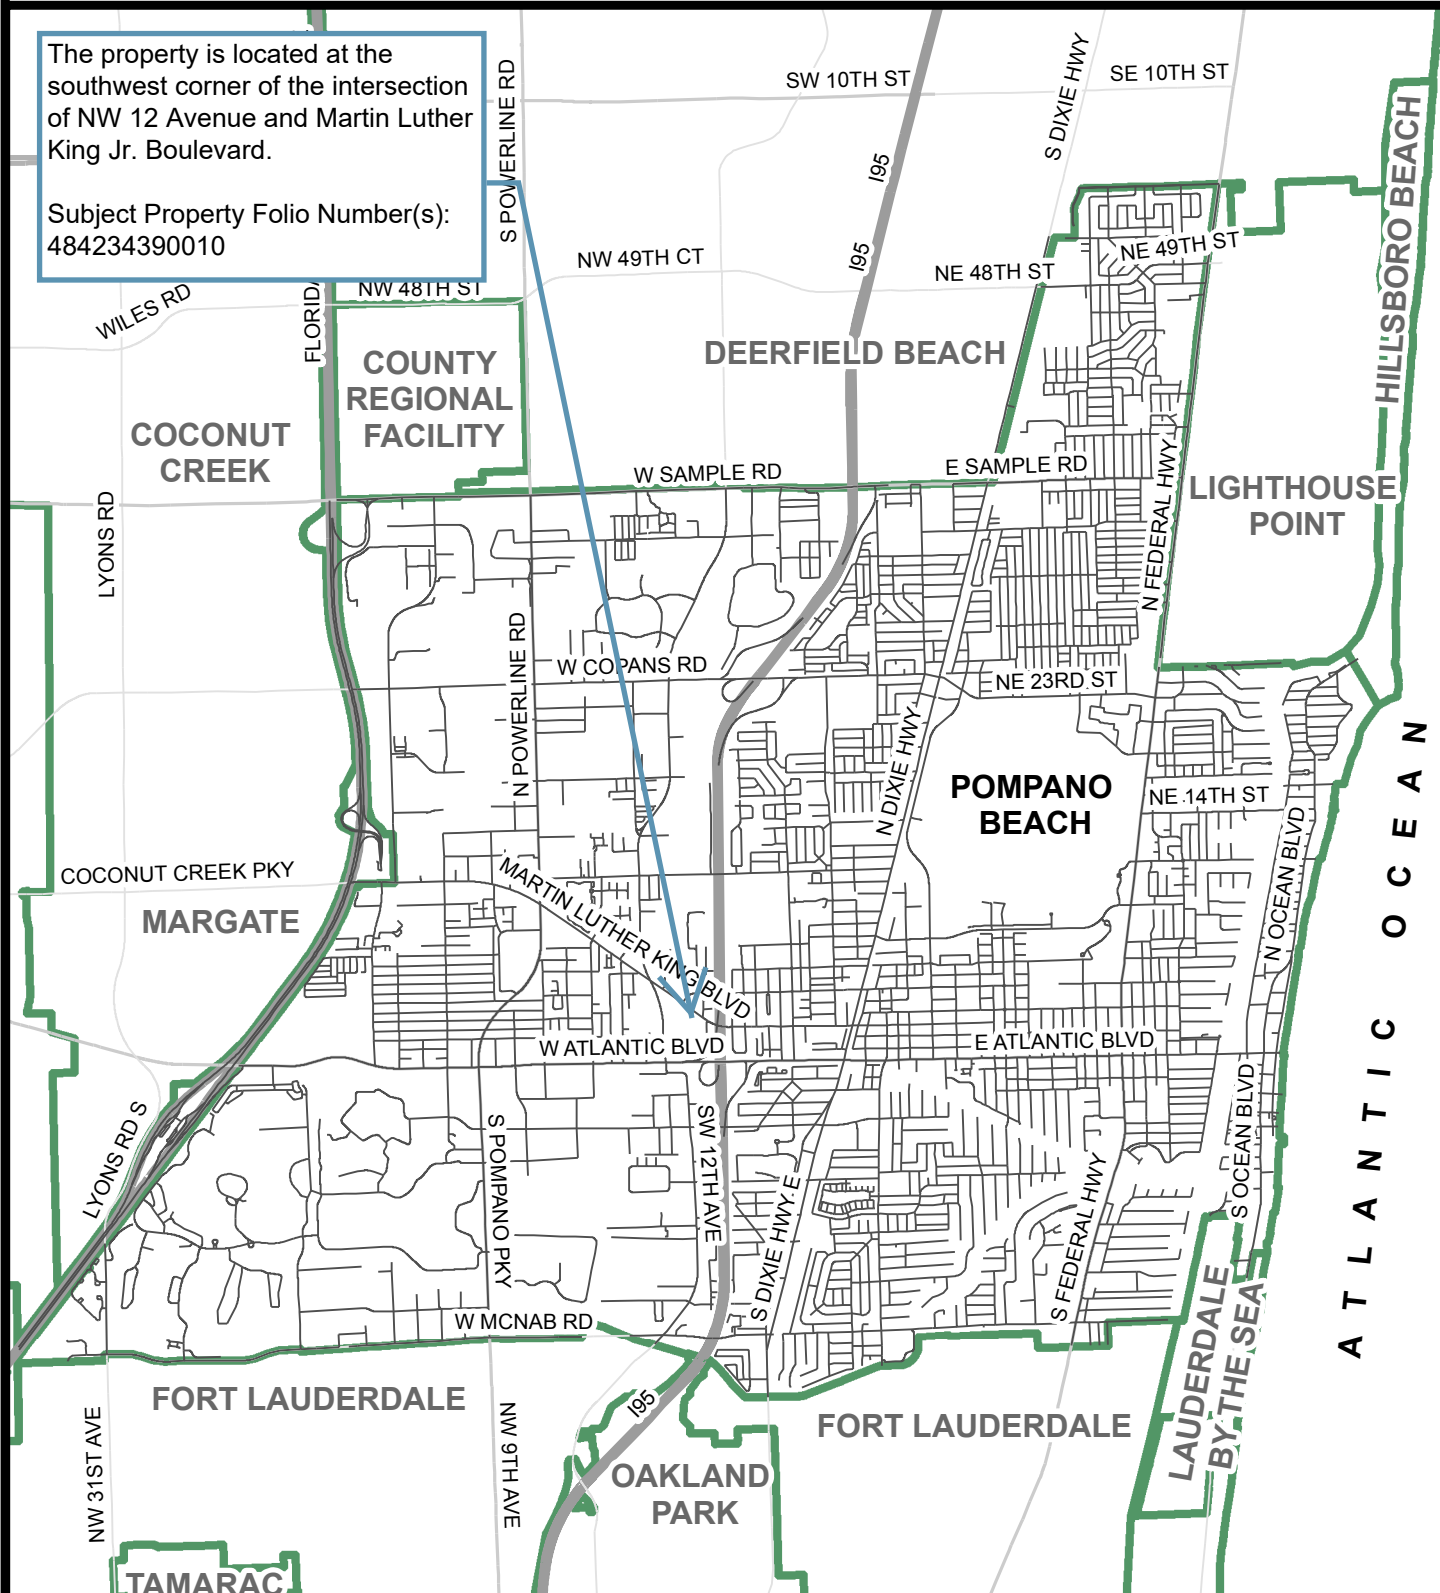 The property is located at the
southwest corner of the intersection
of NW 12 Avenue and Martin Luther
King Jr. Boulevard.
Subject Property Folio Number(s):
484234390010
S POWERLINE RD
SW 10TH ST
SE 10TH ST
S DIXIE HWY
I95
I95
HILLSBORO BEACH
NW 49TH CT
NE 48TH ST
NE 49TH ST
NW 48TH ST
WILES RD
FLORIDA
DEERFIELD BEACH
COUNTY
REGIONAL
FACILITY
COCONUT
CREEK
W SAMPLE RD
E SAMPLE RD
LYONS RD
N FEDERAL HWY
LIGHTHOUSE
POINT
N POWERLINE RD
W COPANS RD
NE 23RD ST
N DIXIE HWY
POMPANO
BEACH
NE 14TH ST
N OCEAN BLVD
ATLANTIC OCEAN
COCONUT CREEK PKY
MARGATE
MARTIN LUTHER KING BLVD
W ATLANTIC BLVD
E ATLANTIC BLVD
LYONS RD S
S POMPANO PKY
SW 12TH AVE
S DIXIE HWY E
S FEDERAL HWY
S OCEAN BLVD
W MCNAB RD
LAUDERDALE
BY THE SEA
FORT LAUDERDALE
FORT LAUDERDALE
I95
NW 31ST AVE
NW 9TH AVE
OAKLAND
PARK
TAMARAC